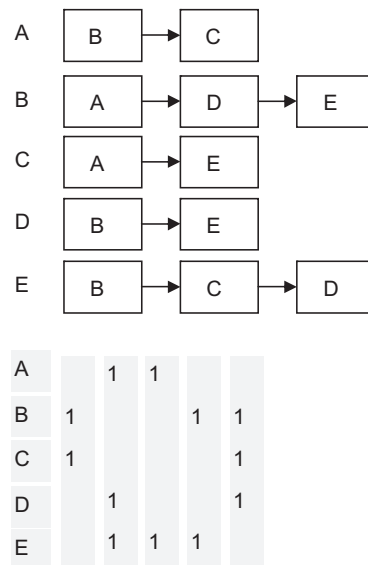 A B C
B A D E
C A E
D B E
E B C D
A 1 1
B 1 1 1
C 1 1
D 1 1
E 1 1 1